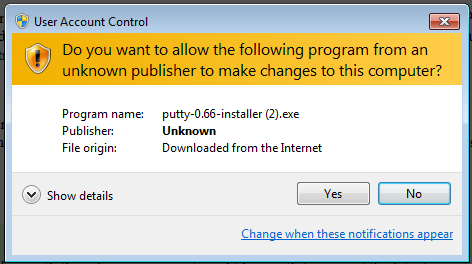 User Account Control
Do you want to allow the following program from an
unknown publisher to make changes to this computer?
Program name: putty-0.66-installer (2).exe
Publisher: Unknown
File origin: Downloaded from the Internet
Show details Yes No
Change when these notifications appear